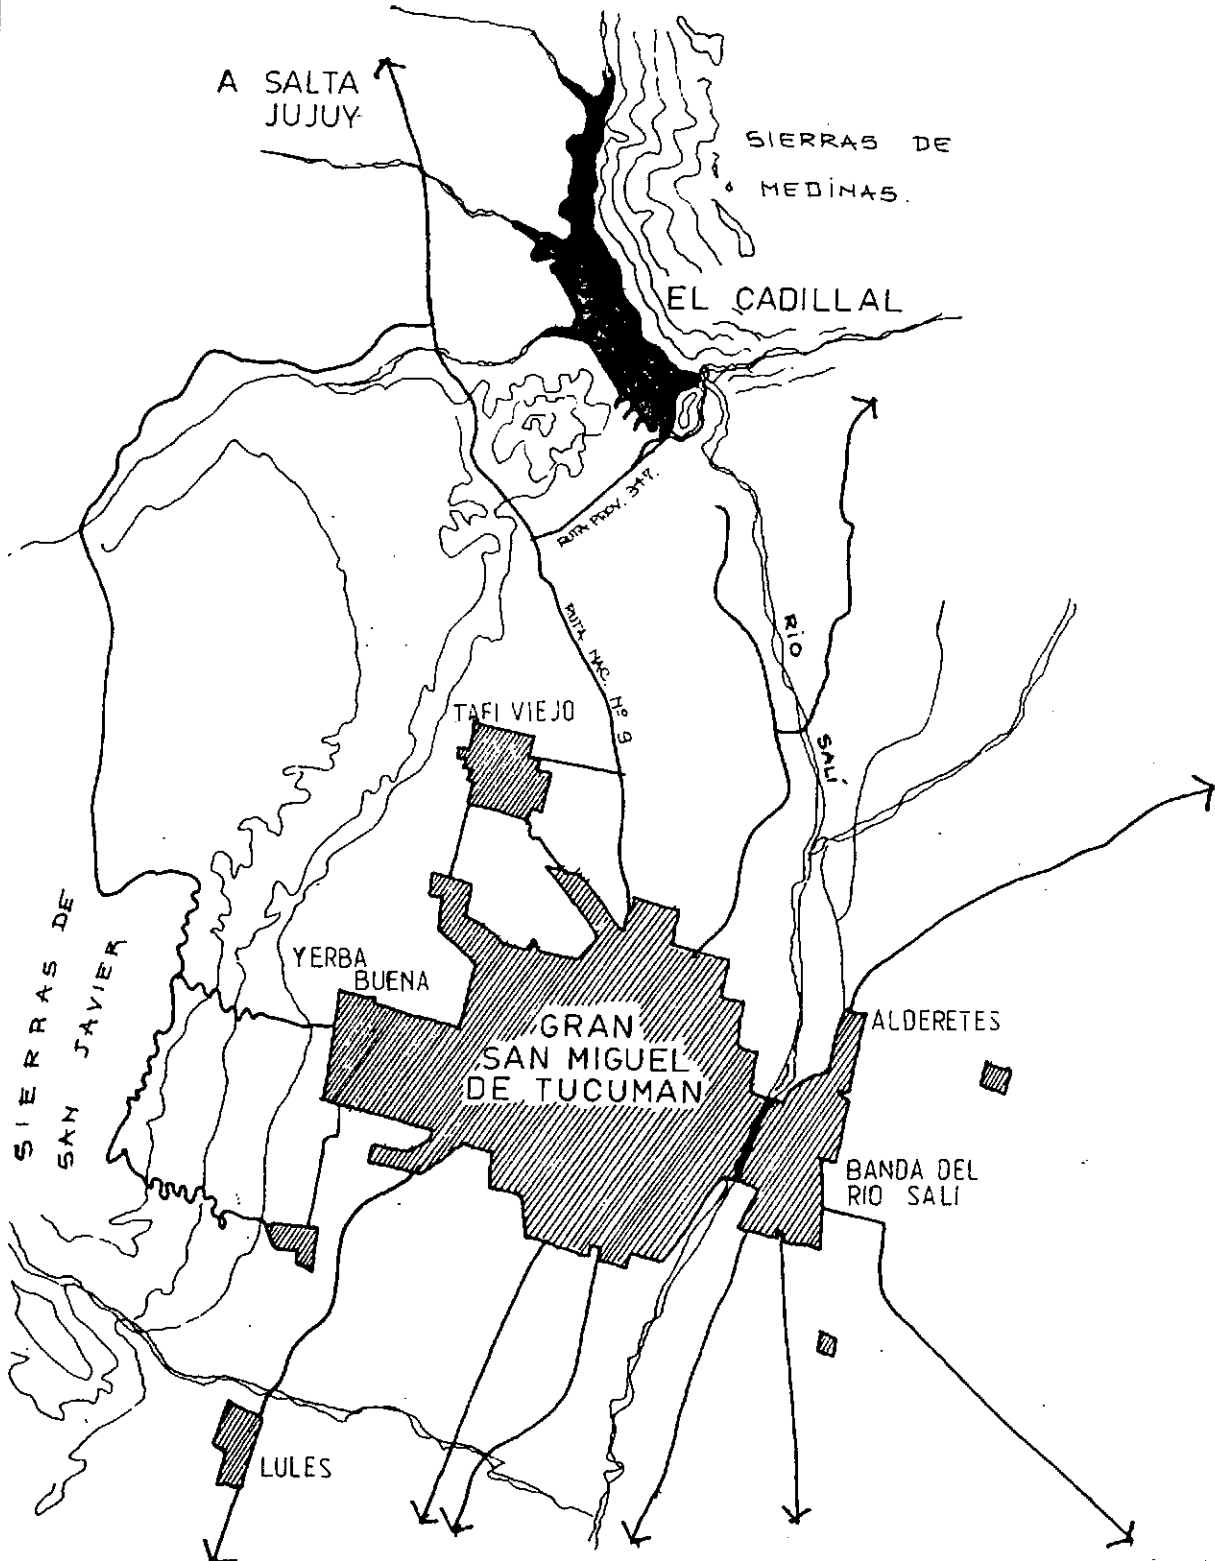 A SALTA
JUJUY
SIERRAS DE
MEDINAS.
EL CADILLAL
RUTA PROV. 347.
RUTA NAC. Nº 9
RÍO
SALÍ
TAFI VIEJO
SIERRAS DE
SAN JAVIER
YERBA
BUENA
GRAN
SAN MIGUEL
DE TUCUMAN
ALDERETES
BANDA DEL
RIO SALÍ
LULES